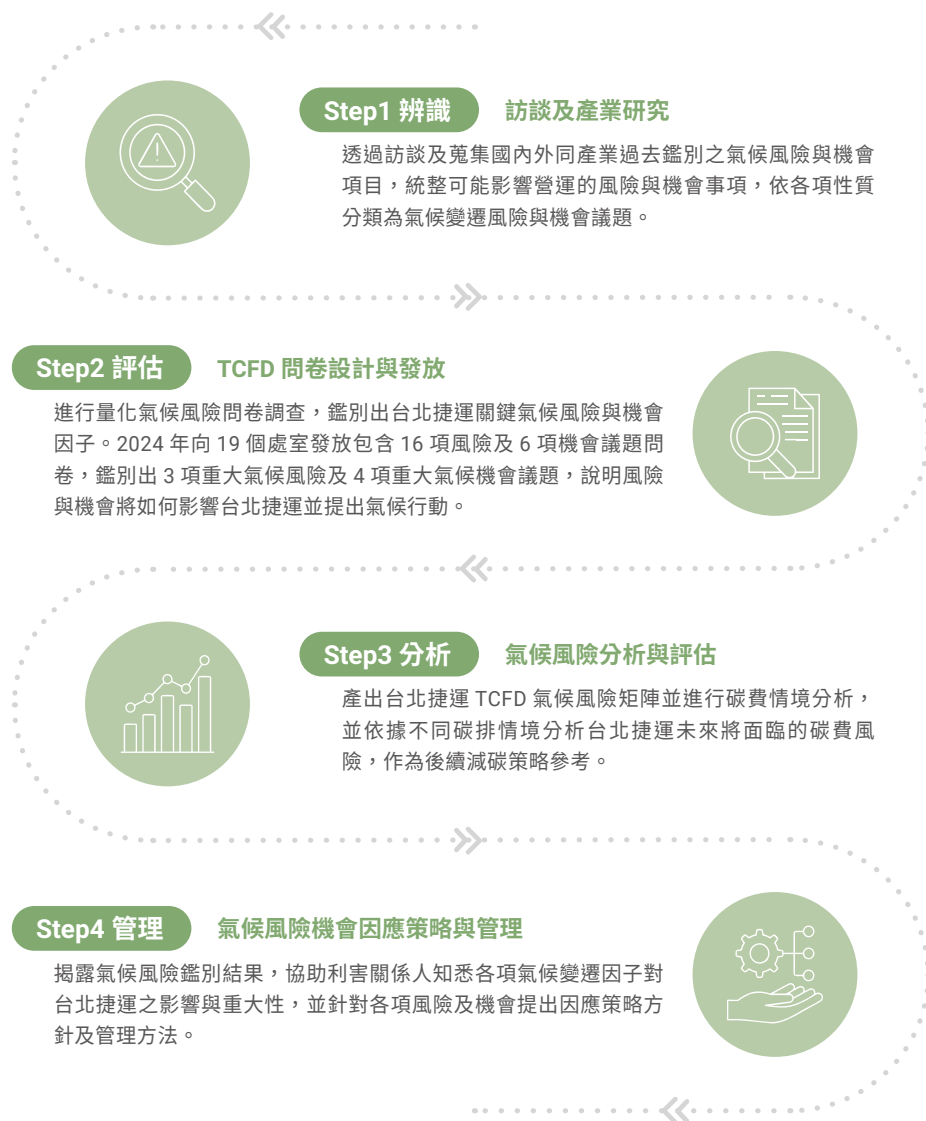 Step1 辨識 訪談及產業研究
透過訪談及蒐集國內外同產業過去鑑別之氣候風險與機會
項目，統整可能影響營運的風險與機會事項，依各項性質
分類為氣候變遷風險與機會議題。
Step2 評估 TCFD 問卷設計與發放
進行量化氣候風險問卷調查，鑑別出台北捷運關鍵氣候風險與機會
因子。2024 年向 19 個處室發放包含 16 項風險及 6 項機會議題問
卷，鑑別出 3 項重大氣候風險及 4 項重大氣候機會議題，說明風險
與機會將如何影響台北捷運並提出氣候行動。
Step3 分析 氣候風險分析與評估
產出台北捷運 TCFD 氣候風險矩陣並進行碳費情境分析，
並依據不同碳排情境分析台北捷運未來將面臨的碳費風
險，作為後續減碳策略參考。
Step4 管理 氣候風險機會因應策略與管理
揭露氣候風險鑑別結果，協助利害關係人知悉各項氣候變遷因子對
台北捷運之影響與重大性，並針對各項風險及機會提出因應策略方
針及管理方法。